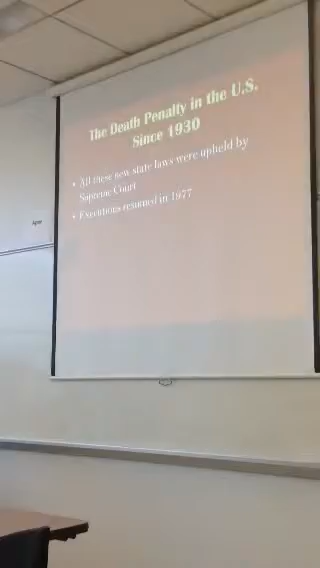 The Death Penalty in the U.S.
Since 1930
• All these new state laws were upheld by
Supreme Court
• Executions resumed in 1977